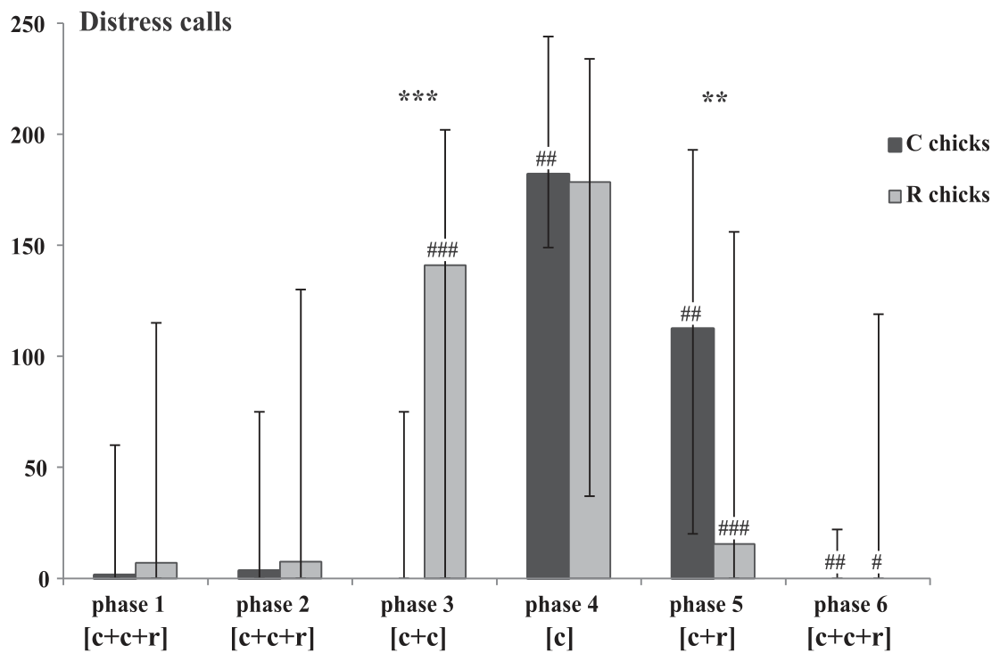 Distress calls
250
200
150
100
50
0
***
**
###
##
##
###
##
#
C chicks
R chicks
phase 1
[c+c+r]
phase 2
[c+c+r]
phase 3
[c+c]
phase 4
[c]
phase 5
[c+r]
phase 6
[c+c+r]